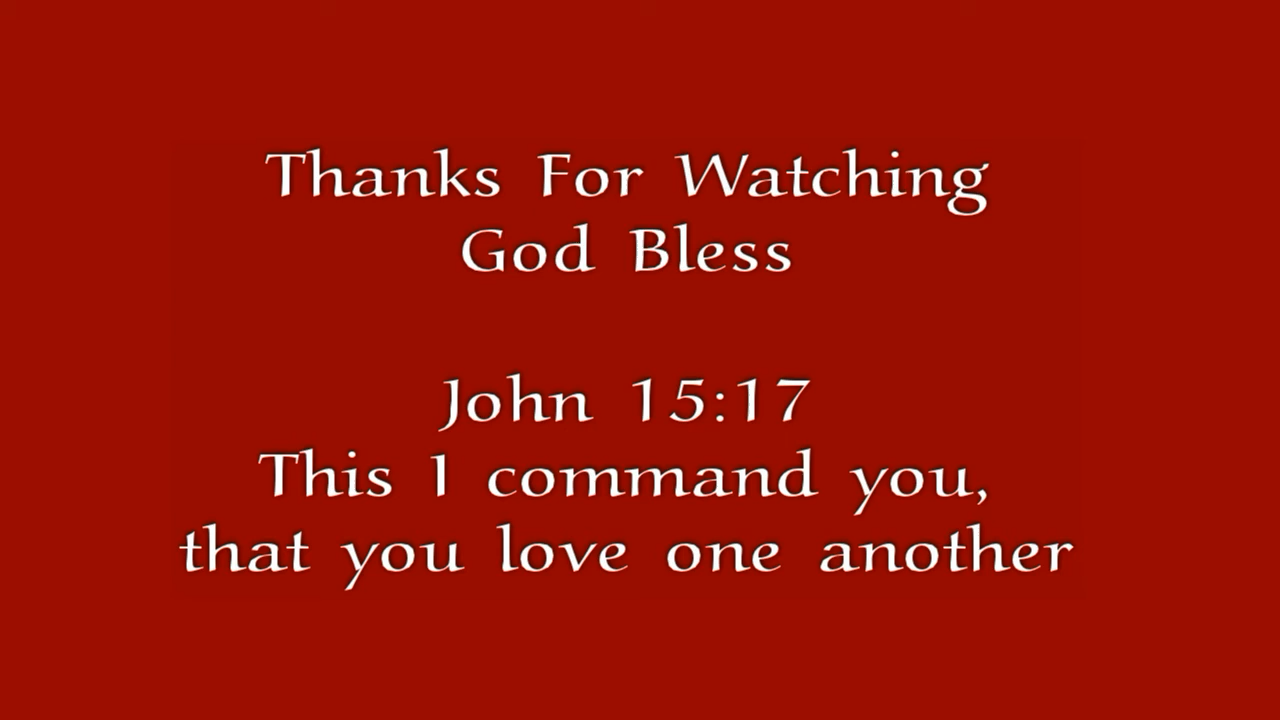 Thanks For Watching
God Bless
John 15:17
This I command you,
that you love one another